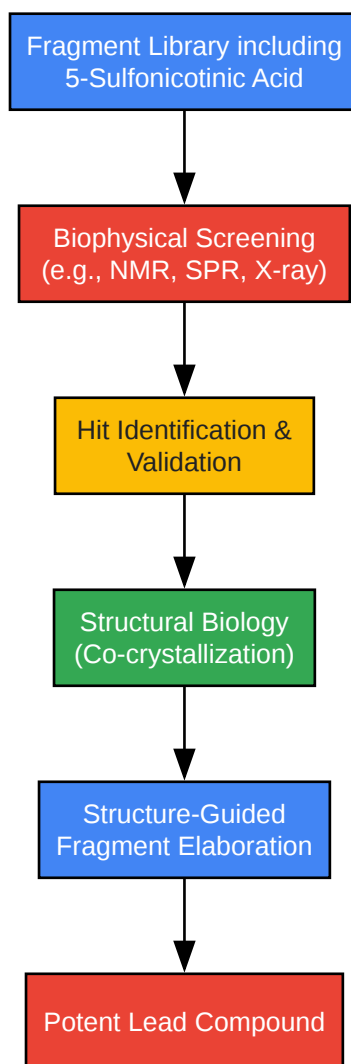 Fragment Library including
5-Sulfonicotinic Acid
Biophysical Screening
(e.g., NMR, SPR, X-ray)
Hit Identification &
Validation
Structural Biology
(Co-crystallization)
Structure-Guided
Fragment Elaboration
Potent Lead Compound